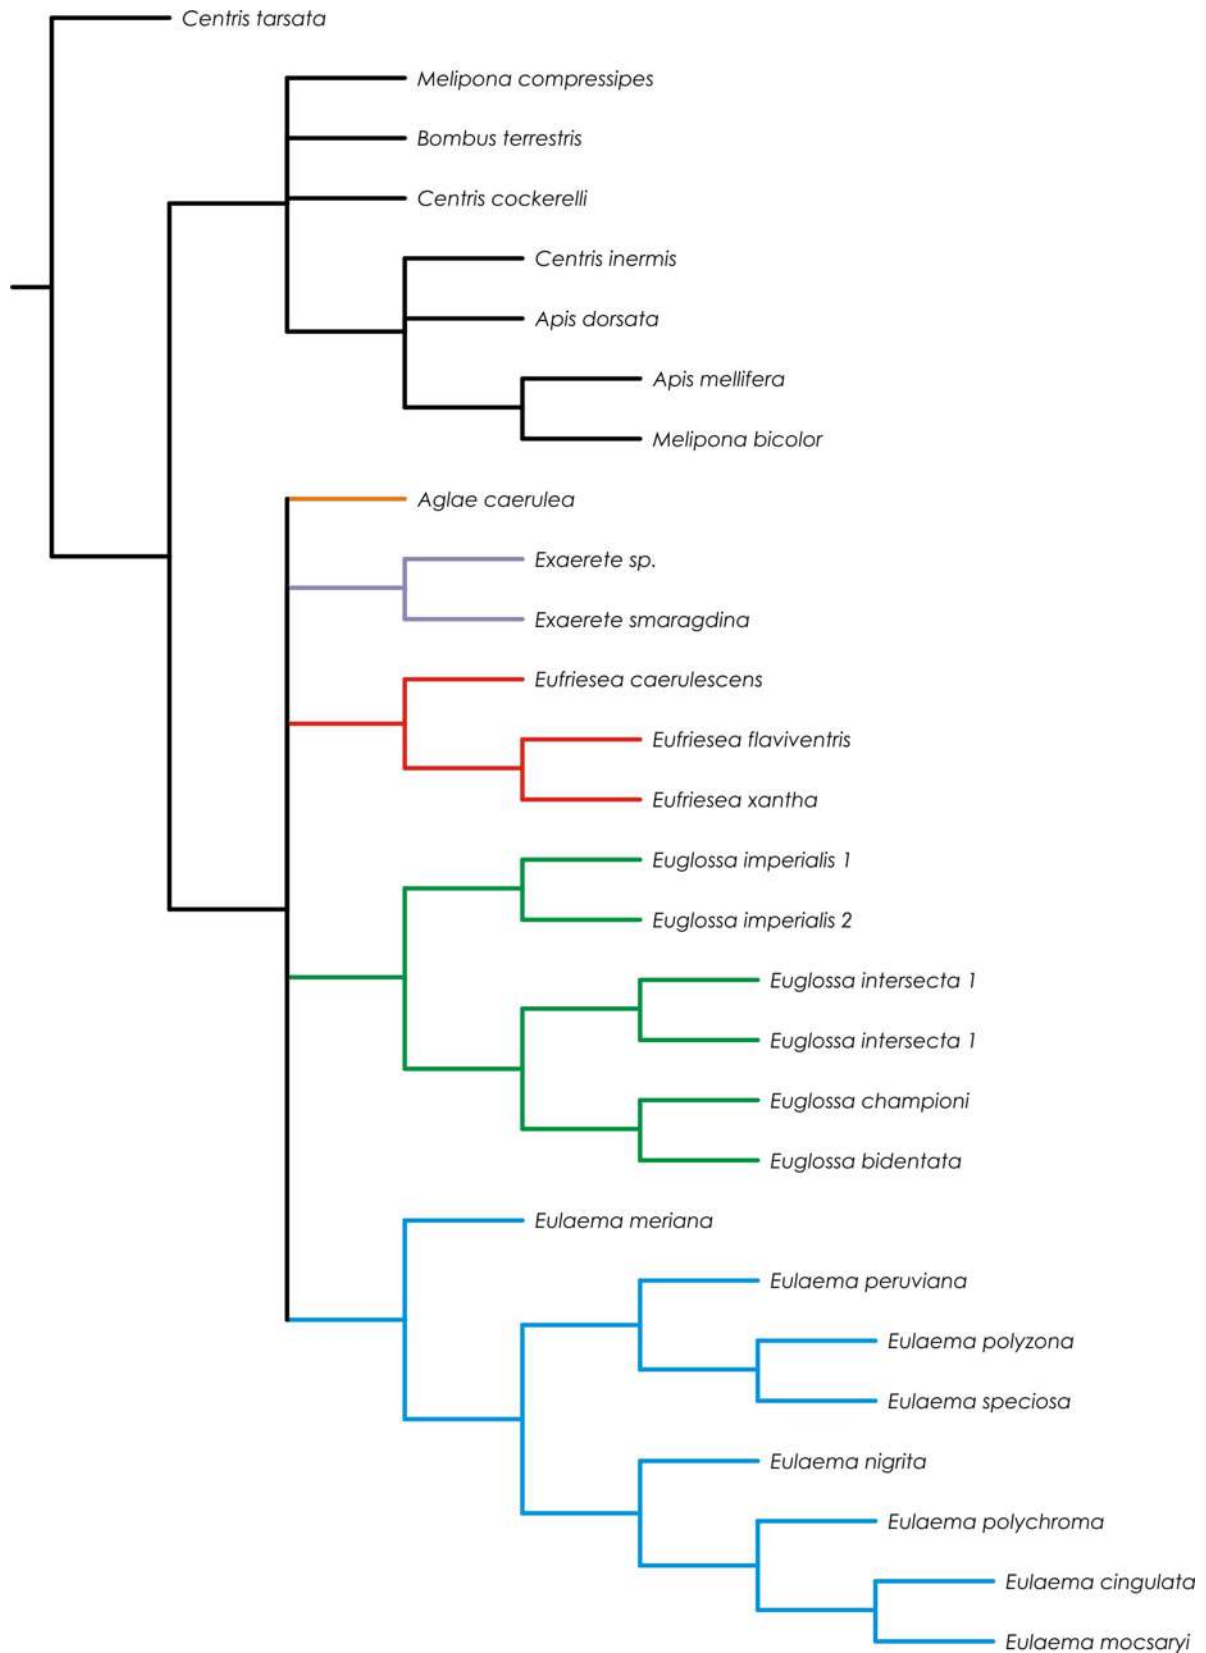 Centris tarsata
Melipona compressipes
Bombus terrestris
Centris cockerelli
Centris inermis
Apis dorsata
Apis mellifera
Melipona bicolor
Aglae caerulea
Exaerete sp.
Exaerete smaragdina
Eufriesea caerulescens
Eufriesea flaviventris
Eufriesea xantha
Euglossa imperialis 1
Euglossa imperialis 2
Euglossa intersecta 1
Euglossa intersecta 1
Euglossa championi
Euglossa bidentata
Eulaema meriana
Eulaema peruviana
Eulaema polyzona
Eulaema speciosa
Eulaema nigrita
Eulaema polychroma
Eulaema cingulata
Eulaema mocsaryi